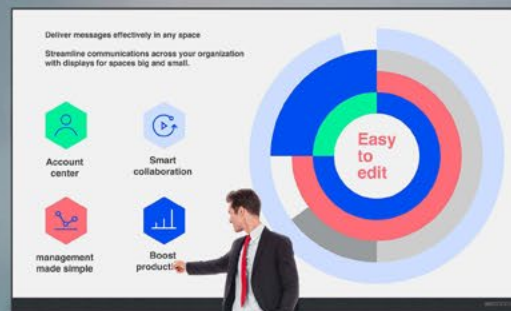 Deliver messages effectively in any space
Streamline communications across your organization
with displays for spaces big and small.
Easy
to
edit
Account
center
Smart
collaboration
management
made simple
Boost